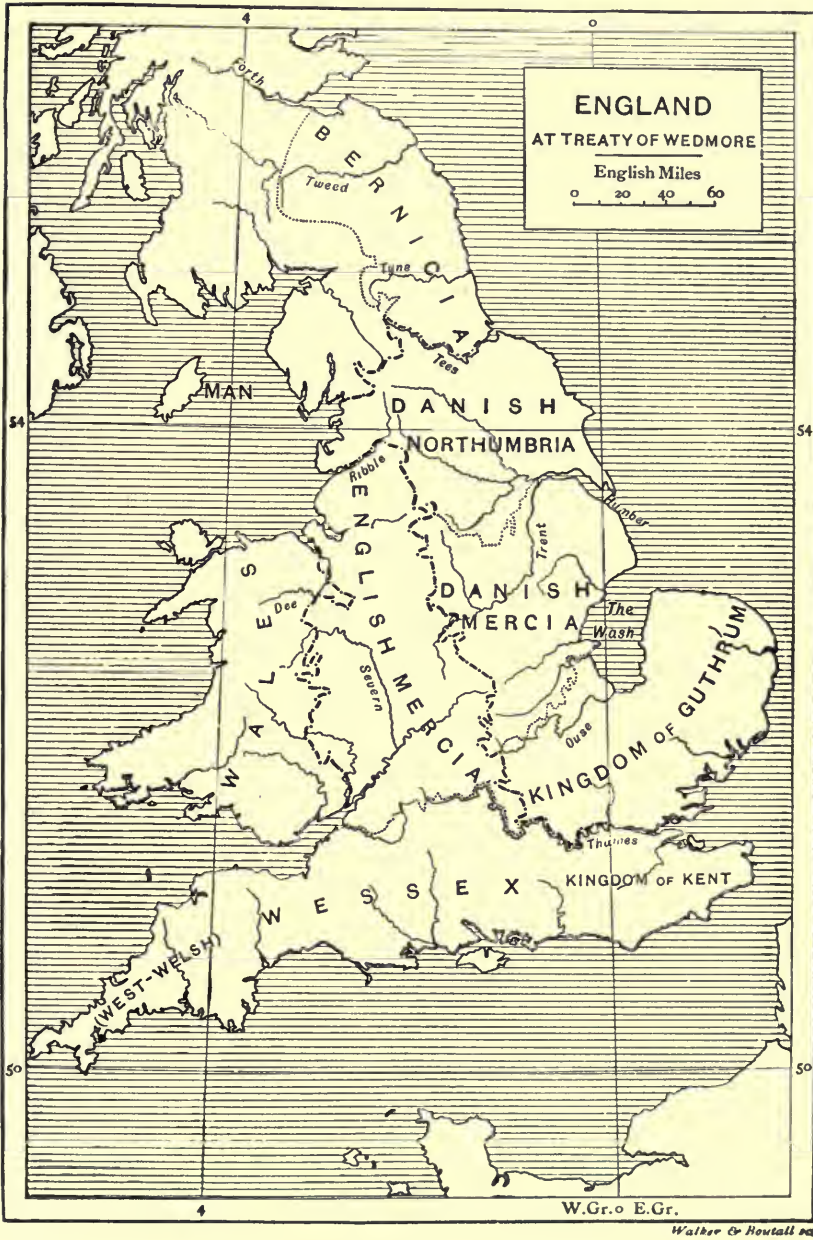 4
0
ENGLAND
AT TREATY OF WEDMORE
English Miles
0 20 40 60
Forth
BERNICIA
Tweed
Tyne
Tees
MAN
DANISH
NORTHUMBRIA
54
54
Ribble
Humber
ENGLISH MERCIA
Trent
DANISH
MERCIA
The
Wash
WALES
Dee
Severn
Ouse
KINGDOM OF GUTHRUM
Thames
KINGDOM OF KENT
WESSEX
(WEST-WELSH)
50
50
4
W.Gr.0 E.Gr.
Walker & Boutall